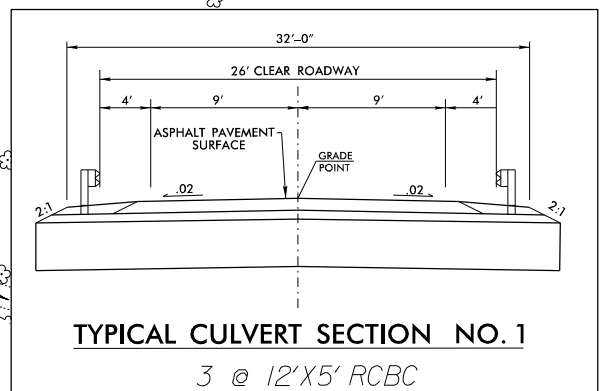 32'-0"
26' CLEAR ROADWAY
4' 9' 9' 4'
ASPHALT PAVEMENT
SURFACE
GRADE
POINT
.02 .02
2:1 2:1
TYPICAL CULVERT SECTION NO. 1
3 @ 12'X5' RCBC